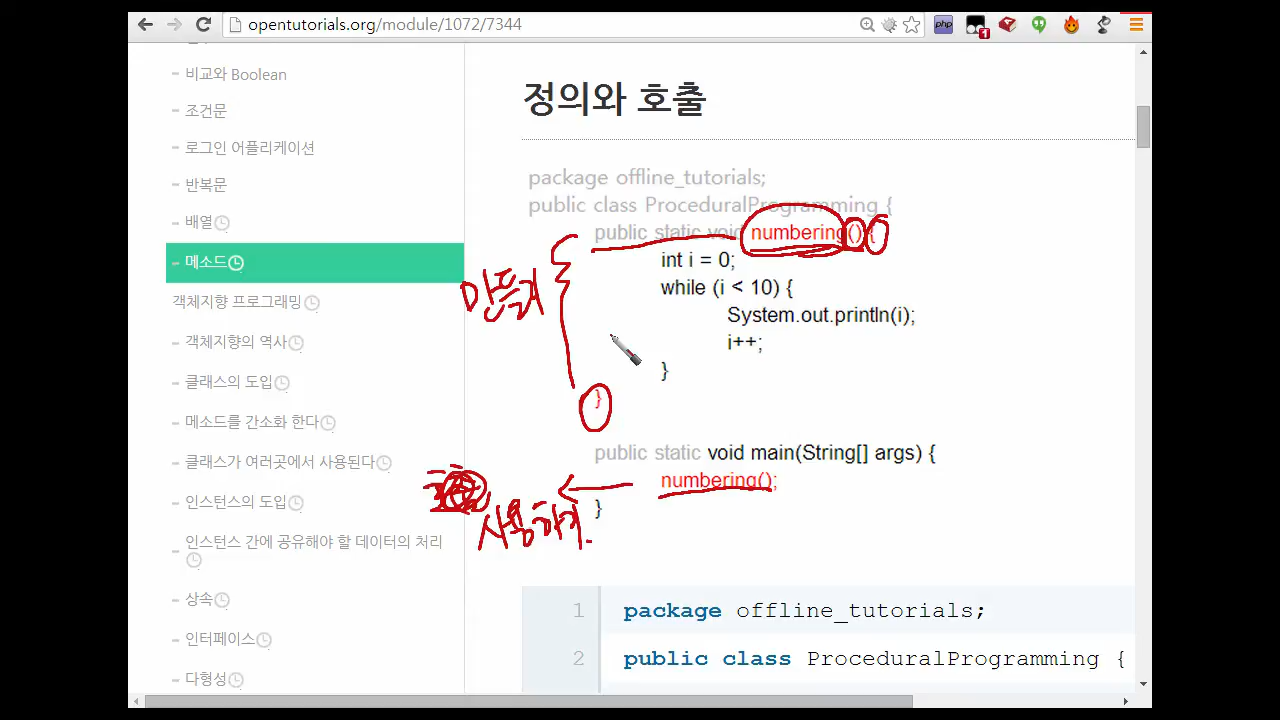 opentutorials.org/module/1072/7344
php
1
비교와 Boolean
조건문
로그인 어플리케이션
반복문
배열
메소드
객체지향 프로그래밍
객체지향의 역사
클래스의 도입
메소드를 간소화 한다
클래스가 여러곳에서 사용된다
인스턴스의 도입
인스턴스 간에 공유해야 할 데이터의 처리
상속
인터페이스
다형성
정의와 호출
package offline_tutorials;
public class ProceduralProgramming {
public static void numbering() {
int i = 0;
while (i < 10) {
System.out.println(i);
i++;
}
}
public static void main(String[] args) {
numbering();
}
만들기
사용하기.
1 package offline_tutorials;
2 public class ProceduralProgramming {